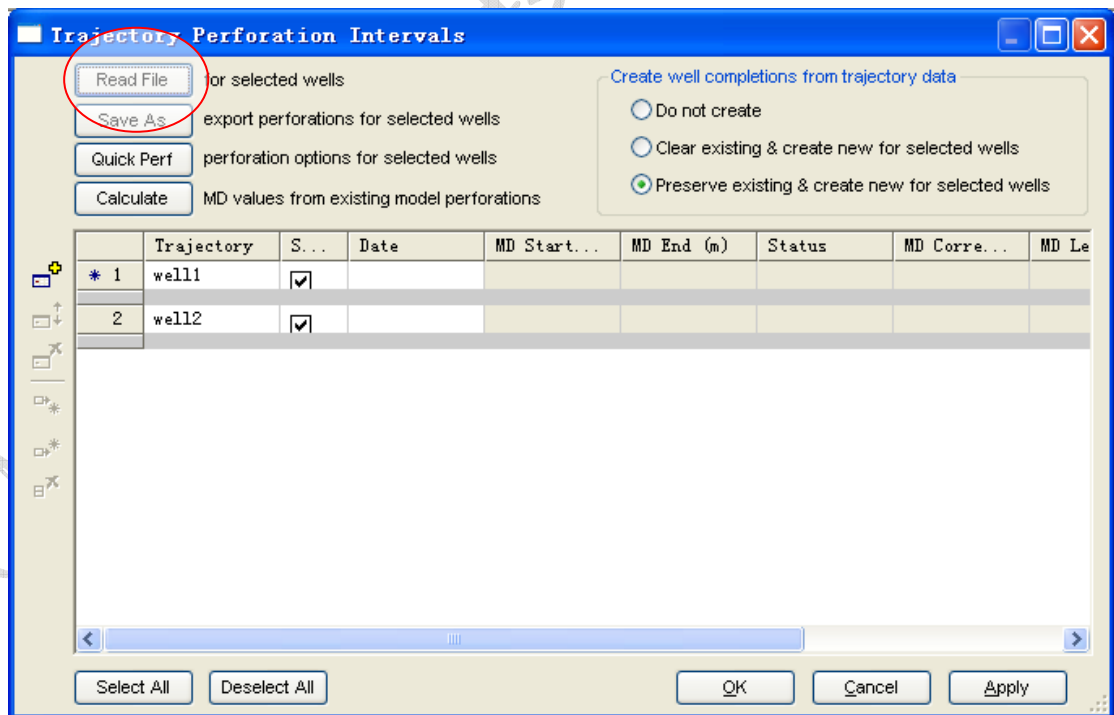 Trajectory Perforation Intervals
Read File for selected wells
Save As export perforations for selected wells
Quick Perf perforation options for selected wells
Calculate MD values from existing model perforations
Create well completions from trajectory data
Do not create
Clear existing & create new for selected wells
Preserve existing & create new for selected wells
Trajectory S... Date MD Start... MD End (m) Status MD Corre... MD Le
* 1 well1
2 well2
Select All Deselect All OK Cancel Apply